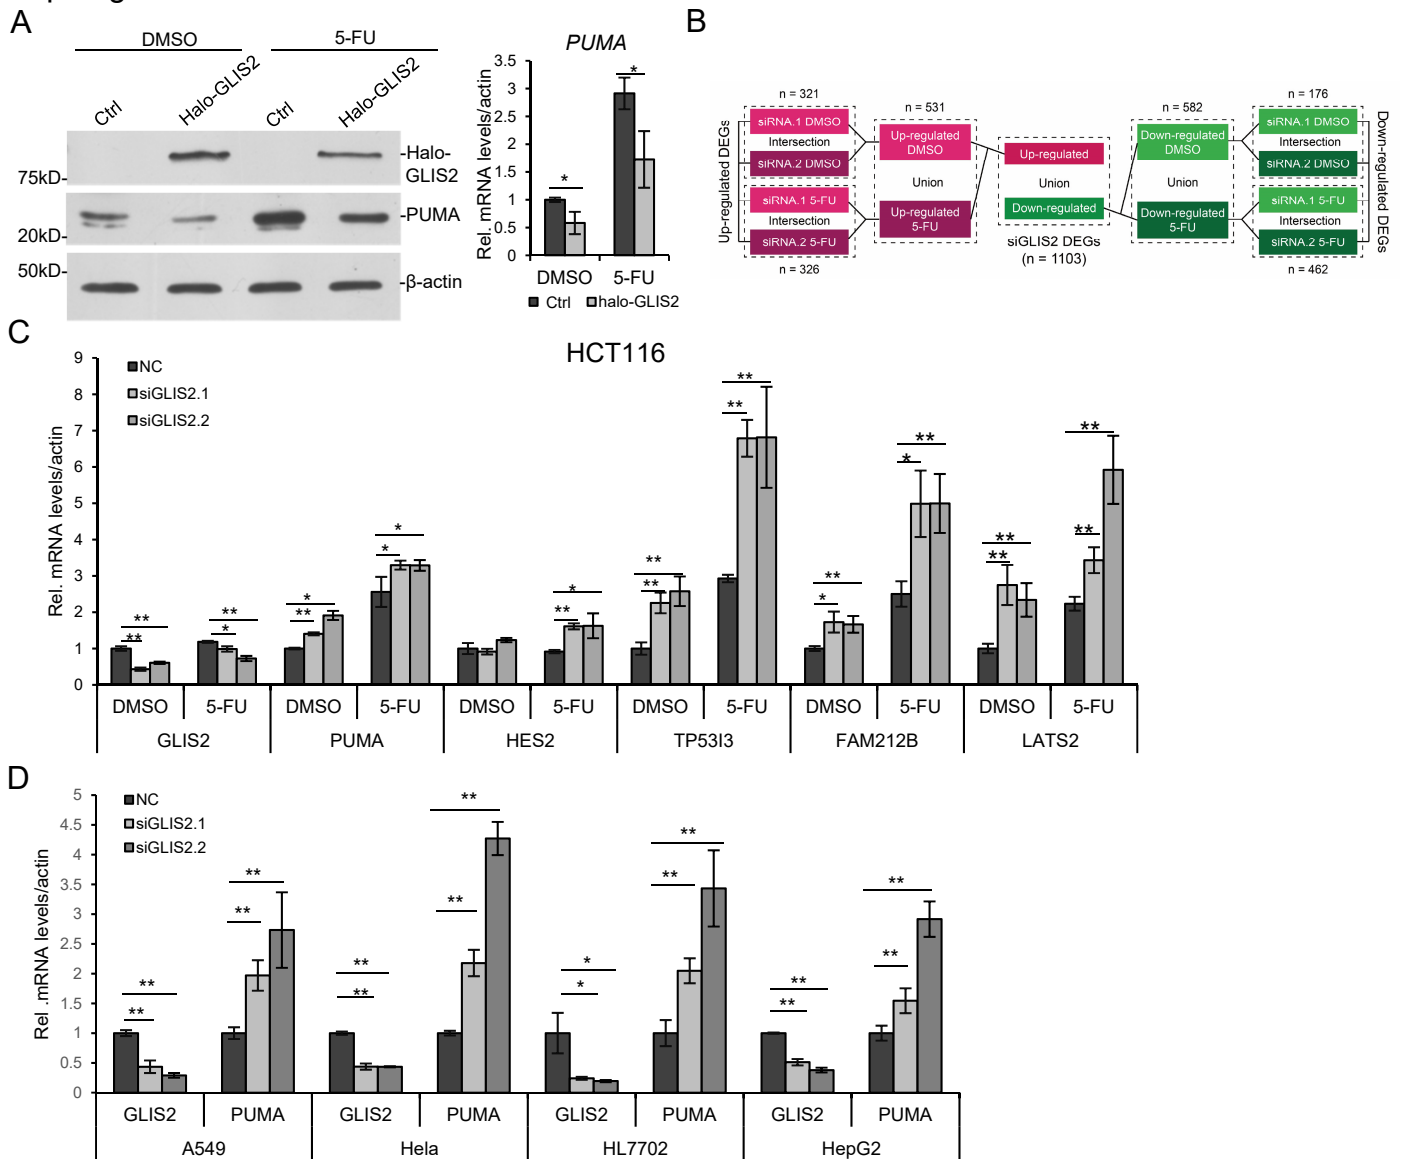 A
DMSO
5-FU
Ctrl
Halo-GLIS2
Ctrl
Halo-GLIS2
-Halo-
GLIS2
75kD-
-PUMA
20kD-
50kD-
-β-actin
PUMA
Rel. mRNA levels/actin
3.5
3
2.5
2
1.5
1
0.5
0
*
*
DMSO
5-FU
Ctrl
halo-GLIS2
B
Up-regulated DEGs
n = 321
siRNA.1 DMSO
Intersection
siRNA.2 DMSO
siRNA.1 5-FU
Intersection
siRNA.2 5-FU
n = 326
n = 531
Up-regulated
DMSO
Union
Up-regulated
5-FU
Up-regulated
Union
Down-regulated
siGLIS2 DEGs
(n = 1103)
n = 582
Down-regulated
DMSO
Union
Down-regulated
5-FU
n = 176
siRNA.1 DMSO
Intersection
siRNA.2 DMSO
siRNA.1 5-FU
Intersection
siRNA.2 5-FU
n = 462
Down-regulated DEGs
C
HCT116
Rel. mRNA levels/actin
9
8
7
6
5
4
3
2
1
0
NC
siGLIS2.1
siGLIS2.2
**
**
**
*
*
**
*
*
*
**
**
**
**
**
**
*
**
*
**
**
**
**
DMSO 5-FU DMSO 5-FU DMSO 5-FU DMSO 5-FU DMSO 5-FU DMSO 5-FU
GLIS2 PUMA HES2 TP53I3 FAM212B LATS2
D
Rel .mRNA levels/actin
5
4.5
4
3.5
3
2.5
2
1.5
1
0.5
0
NC
siGLIS2.1
siGLIS2.2
**
**
**
**
**
**
**
**
*
*
**
**
**
**
**
**
GLIS2 PUMA GLIS2 PUMA GLIS2 PUMA GLIS2 PUMA
A549 Hela HL7702 HepG2